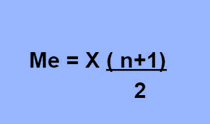 Me = X ( n+1)
2